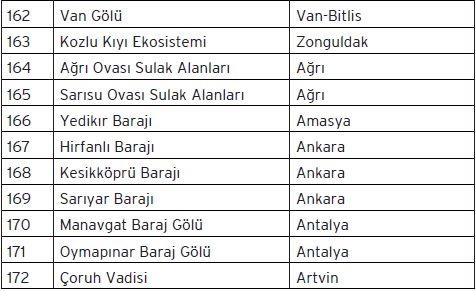 162 Van Gölü Van-Bitlis
163 Kozlu Kıyı Ekosistemi Zonguldak
164 Ağrı Ovası Sulak Alanları Ağrı
165 Sarısu Ovası Sulak Alanları Ağrı
166 Yedikır Barajı Amasya
167 Hirfanlı Barajı Ankara
168 Kesikköprü Barajı Ankara
169 Sarıyar Barajı Ankara
170 Manavgat Baraj Gölü Antalya
171 Oymapınar Baraj Gölü Antalya
172 Çoruh Vadisi Artvin